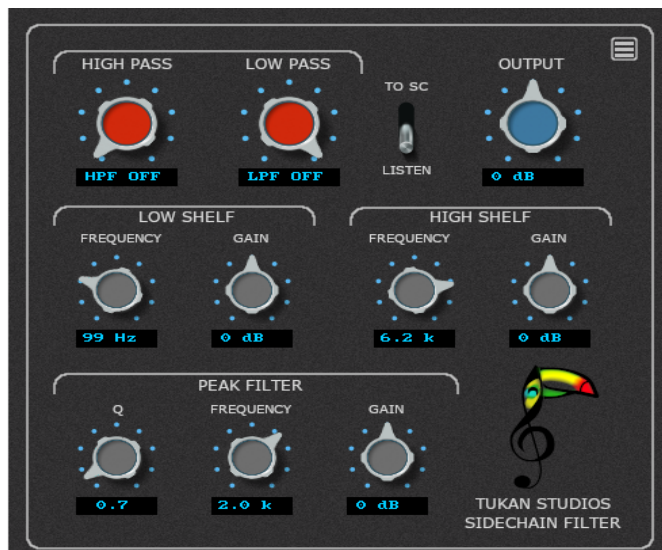 HIGH PASS LOW PASS OUTPUT
TO SC
LISTEN
HPF OFF LPF OFF 0 dB
LOW SHELF HIGH SHELF
FREQUENCY GAIN FREQUENCY GAIN
99 Hz 0 dB 6.2 k 0 dB
PEAK FILTER
Q FREQUENCY GAIN
0.7 2.0 k 0 dB
TUKAN STUDIOS
SIDECHAIN FILTER